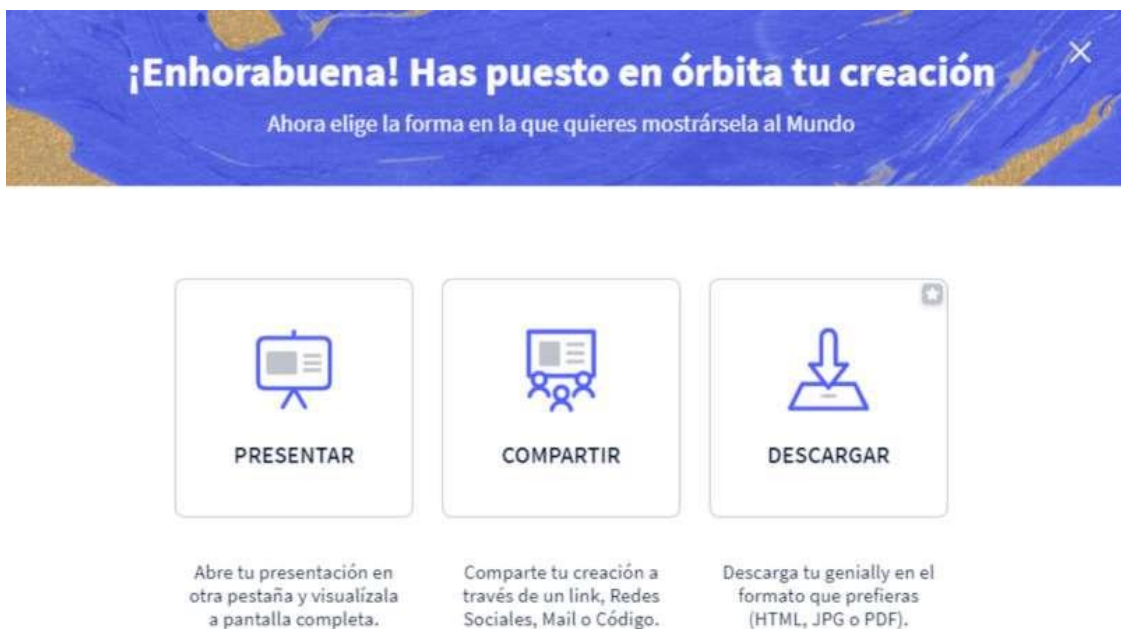 ¡Enhorabuena! Has puesto en órbita tu creación
Ahora elige la forma en la que quieres mostrársela al Mundo
PRESENTAR
COMPARTIR
DESCARGAR
Abre tu presentación en
otra pestaña y visualízala
a pantalla completa.
Comparte tu creación a
través de un link, Redes
Sociales, Mail o Código.
Descarga tu genially en el
formato que prefieras
(HTML, JPG o PDF).